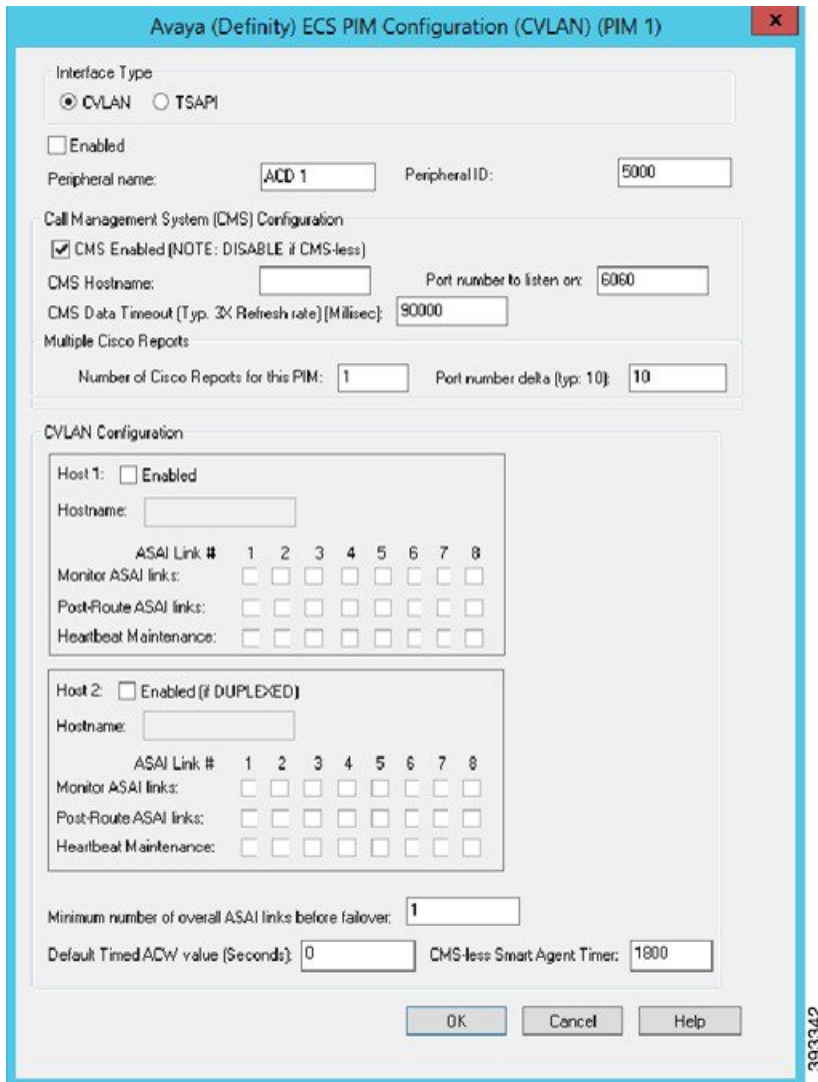 Avaya (Definity) ECS PIM Configuration (CVLAN) (PIM 1)
x
Interface Type
CVLAN TSAPI
Enabled
Peripheral name: ACD 1 Peripheral ID: 5000
Call Management System (CMS) Configuration
CMS Enabled (NOTE: DISABLE if CMS-less)
CMS Hostname: Port number to listen on: 6060
CMS Data Timeout (Typ. 3X Refresh rate) [Millisec]: 90000
Multiple Cisco Reports
Number of Cisco Reports for this PIM: 1 Port number delta (typ: 10): 10
CVLAN Configuration
Host 1: Enabled
Hostname:
ASAI Link # 1 2 3 4 5 6 7 8
Monitor ASAI links:
Post-Route ASAI links:
Heartbeat Maintenance:
Host 2: Enabled (if DUPLEXED)
Hostname:
ASAI Link # 1 2 3 4 5 6 7 8
Monitor ASAI links:
Post-Route ASAI links:
Heartbeat Maintenance:
Minimum number of overall ASAI links before failover: 1
Default Timed ACW value (Seconds): 0 CMS-less Smart Agent Timer: 1800
OK Cancel Help
393342